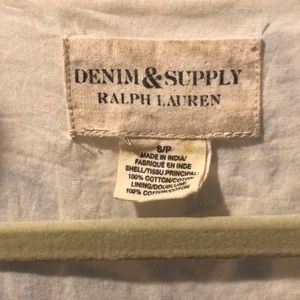 DENIM & SUPPLY
RALPH LAUREN
S/P
MADE IN INDIA/
FABRIQUÉ EN INDE
SHELL/TISSU PRINCIPAL
100% COTTON/COTON
LINING/DOUBLURE
100% COTTON/COTON